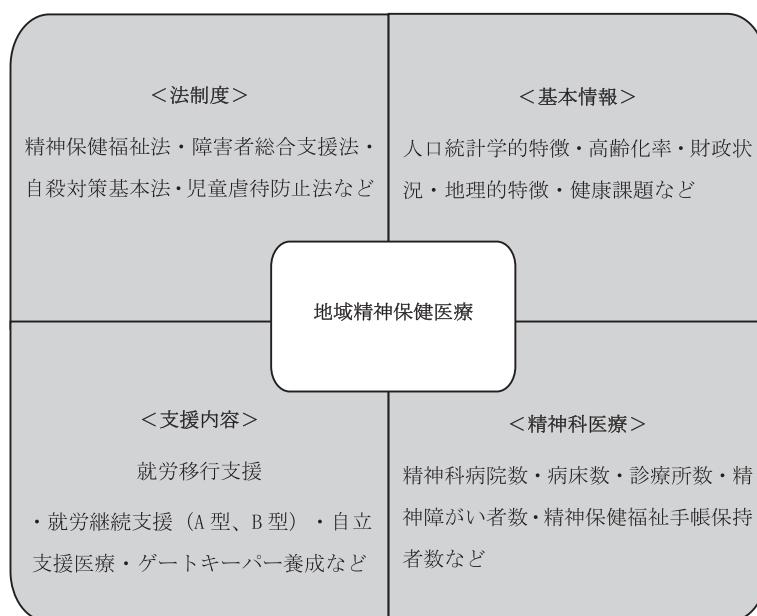 ＜法制度＞
精神保健福祉法・障害者総合支援法・
自殺対策基本法・児童虐待防止法など
＜基本情報＞
人口統計学的特徴・高齢化率・財政状
況・地理的特徴・健康課題など
地域精神保健医療
＜支援内容＞
就労移行支援
・就労継続支援（A 型、B 型）・自立
支援医療・ゲートキーパー養成など
＜精神科医療＞
精神科病院数・病床数・診療所数・精
神障がい者数・精神保健福祉手帳保持
者数など